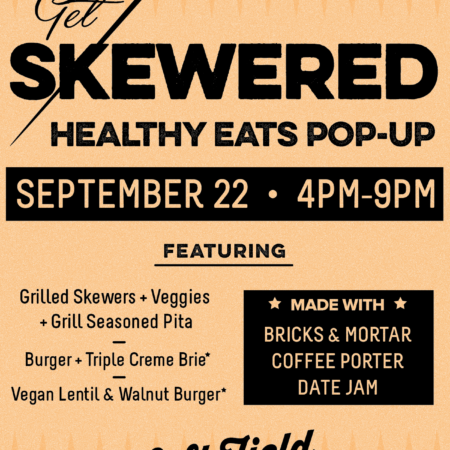 Get
SKEWERED
HEALTHY EATS POP-UP
SEPTEMBER 22 • 4PM-9PM
FEATURING
Grilled Skewers + Veggies
+ Grill Seasoned Pita
Burger + Triple Creme Brie*
Vegan Lentil & Walnut Burger*
★ MADE WITH ★
BRICKS & MORTAR
COFFEE PORTER
DATE JAM
Field